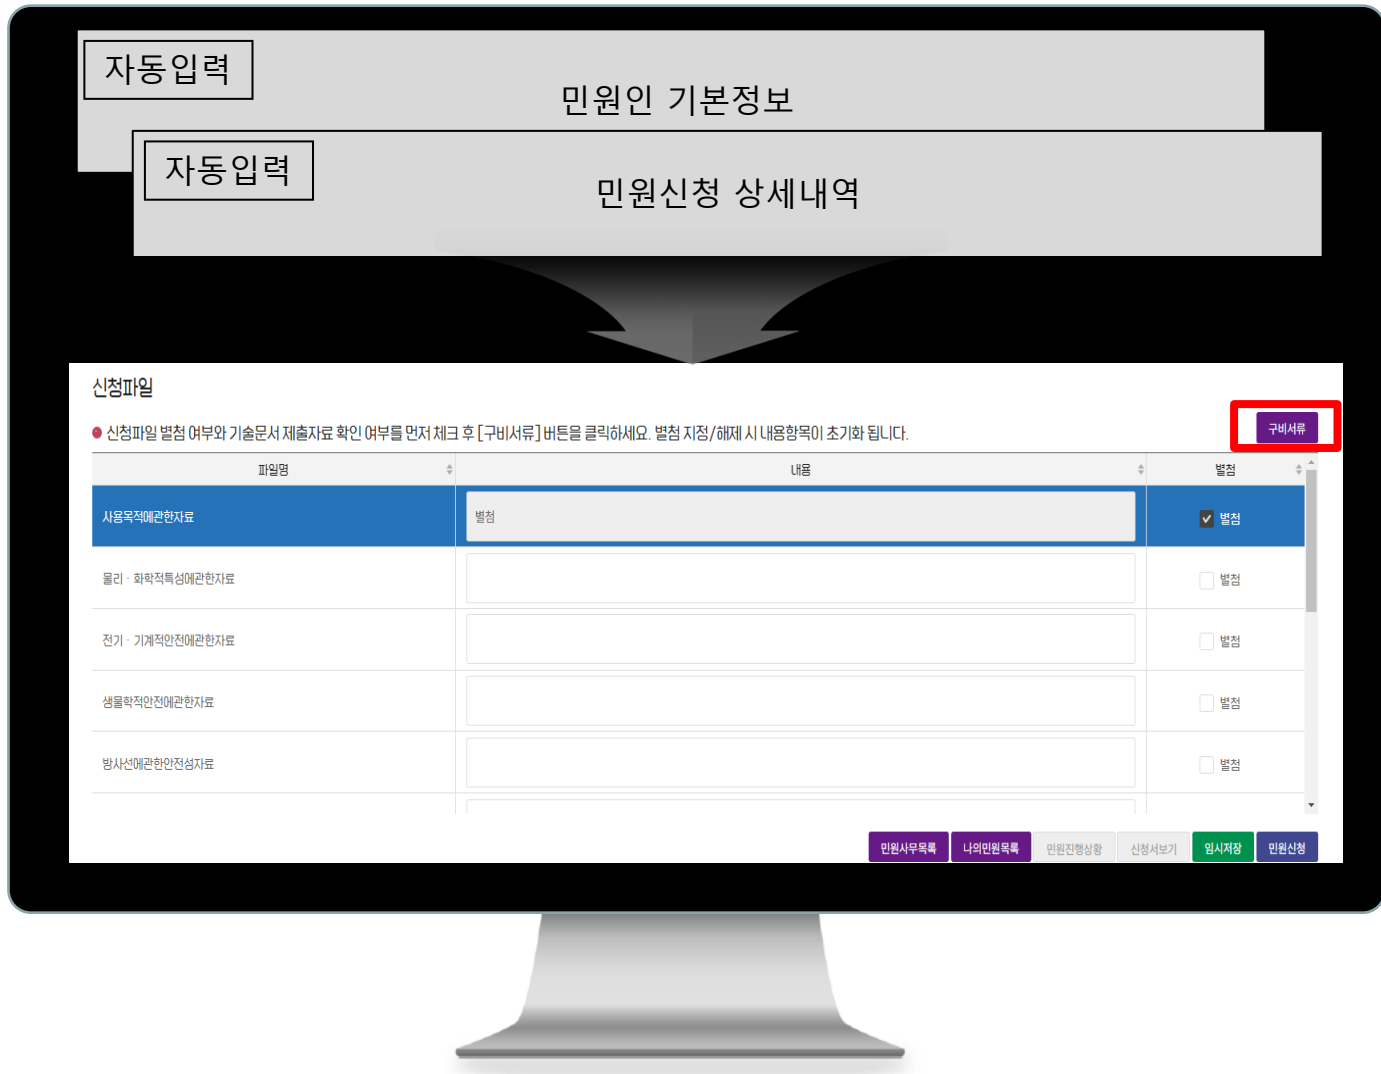 자동입력
민원인 기본정보
자동입력
민원신청 상세내역
신청파일
신청파일 별첨 여부와 기술문서 제출자료 확인 여부를 먼저 체크 후 [구비서류] 버튼을 클릭하세요. 별첨 지정/해제 시 내용항목이 초기화 됩니다.
구비서류
파일명 내용 별첨
사용목적에관한자료 별첨 별첨
물리·화학적특성에관한자료 별첨
전기·기계적안전에관한자료 별첨
생물학적안전에관한자료 별첨
방사선에관한안전성자료 별첨
민원사무목록 나의민원목록 민원진행상황 신청서보기 임시저장 민원신청